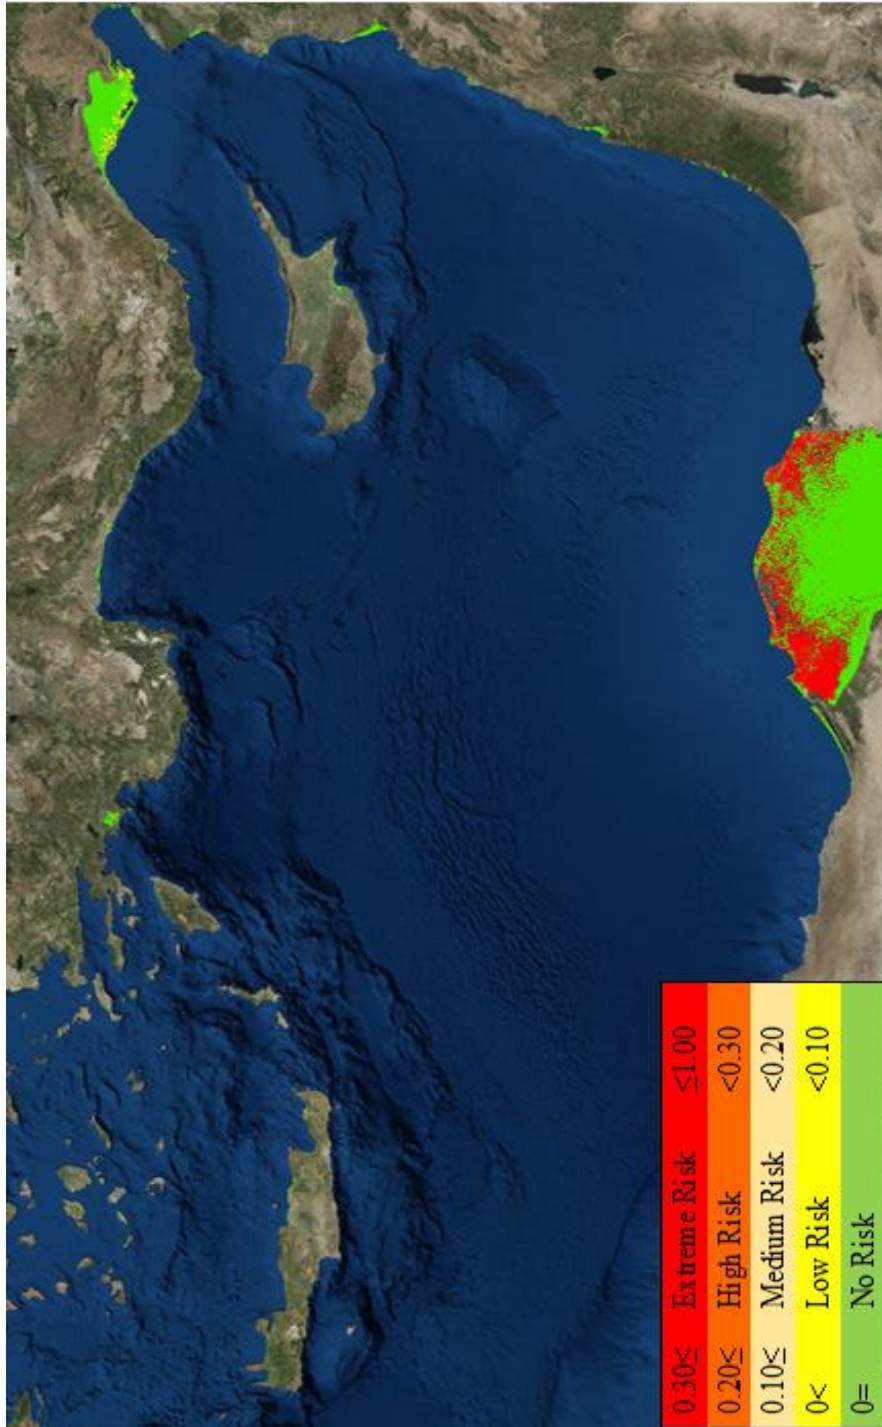 0.30≤ Extreme Risk ≤1.00
0.20≤ High Risk <0.30
0.10≤ Medium Risk <0.20
0< Low Risk <0.10
0= No Risk